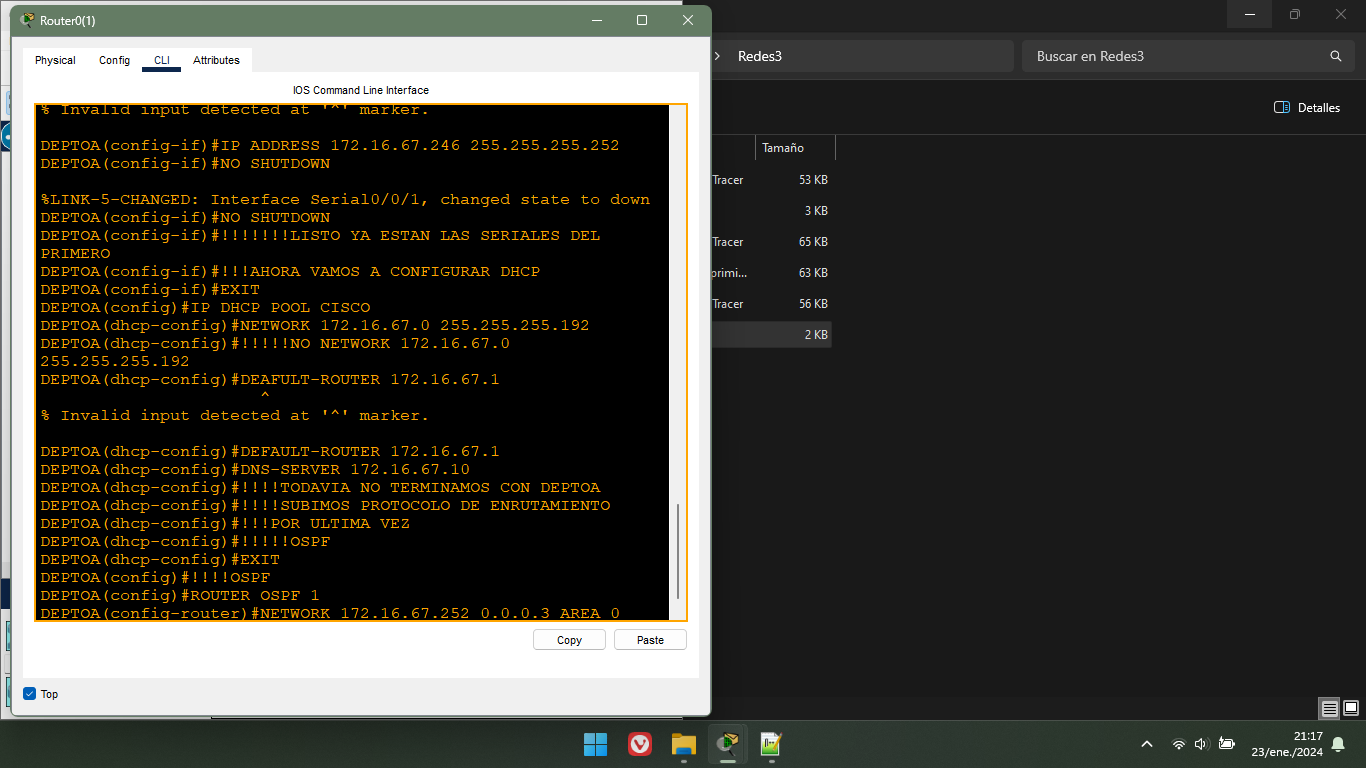 Router0(1)
Physical Config CLI Attributes
IOS Command Line Interface
% Invalid input detected at '^' marker.
DEPTOA(config-if)#IP ADDRESS 172.16.67.246 255.255.255.252
DEPTOA(config-if)#NO SHUTDOWN
%LINK-5-CHANGED: Interface Serial0/0/1, changed state to down
DEPTOA(config-if)#NO SHUTDOWN
DEPTOA(config-if)#!!!!!!!LISTO YA ESTAN LAS SERIALES DEL
PRIMERO
DEPTOA(config-if)#!!!AHORA VAMOS A CONFIGURAR DHCP
DEPTOA(config-if)#EXIT
DEPTOA(config)#IP DHCP POOL CISCO
DEPTOA(dhcp-config)#NETWORK 172.16.67.0 255.255.255.192
DEPTOA(dhcp-config)#!!!!!NO NETWORK 172.16.67.0
255.255.255.192
DEPTOA(dhcp-config)#DEAFULT-ROUTER 172.16.67.1
^
% Invalid input detected at '^' marker.
DEPTOA(dhcp-config)#DEFAULT-ROUTER 172.16.67.1
DEPTOA(dhcp-config)#DNS-SERVER 172.16.67.10
DEPTOA(dhcp-config)#!!!!TODAVIA NO TERMINAMOS CON DEPTOA
DEPTOA(dhcp-config)#!!!!SUBIMOS PROTOCOLO DE ENRUTAMIENTO
DEPTOA(dhcp-config)#!!!POR ULTIMA VEZ
DEPTOA(dhcp-config)#!!!!!OSPF
DEPTOA(dhcp-config)#EXIT
DEPTOA(config)#!!!!OSPF
DEPTOA(config)#ROUTER OSPF 1
DEPTOA(config-router)#NETWORK 172.16.67.252 0.0.0.3 AREA 0
Copy Paste
Top
Redes3
Buscar en Redes3
Detalles
Tamaño
Tracer 53 KB
3 KB
Tracer 65 KB
primi... 63 KB
Tracer 56 KB
2 KB
21:17
23/ene./2024